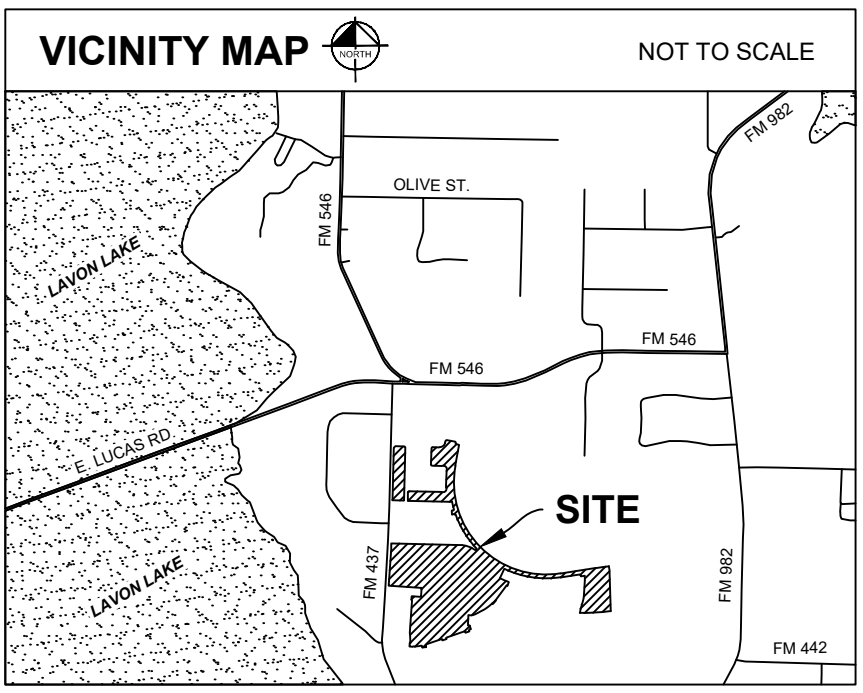 VICINITY MAP
NORTH
NOT TO SCALE
FM 982
OLIVE ST.
FM 546
LAVON LAKE
FM 546
FM 546
E. LUCAS RD.
SITE
FM 437
LAVON LAKE
FM 982
FM 442